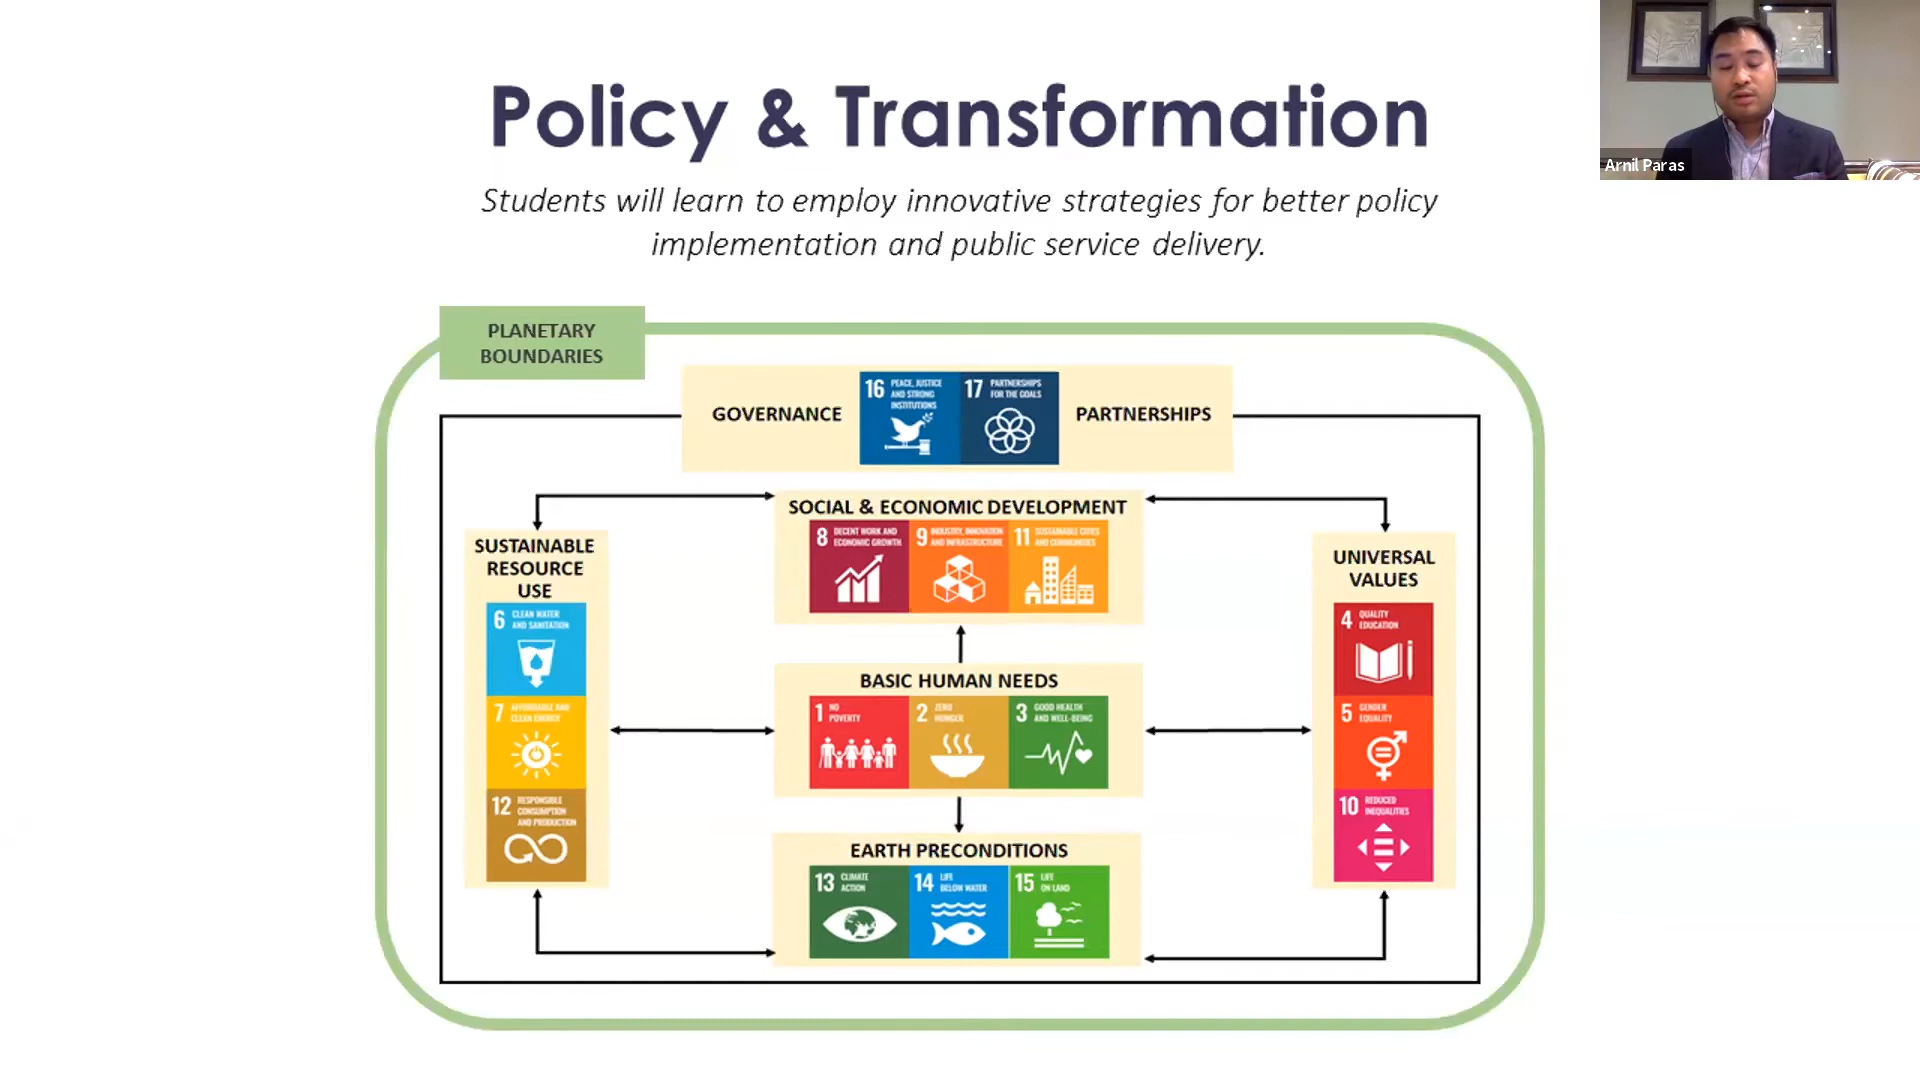 Policy & Transformation
Students will learn to employ innovative strategies for better policy
implementation and public service delivery.
Arnil Paras
PLANETARY
BOUNDARIES
GOVERNANCE
16 PEACE, JUSTICE
AND STRONG
INSTITUTIONS
17 PARTNERSHIPS
FOR THE GOALS
PARTNERSHIPS
SOCIAL & ECONOMIC DEVELOPMENT
8 DECENT WORK AND
ECONOMIC GROWTH
9 INDUSTRY, INNOVATION
AND INFRASTRUCTURE
11 SUSTAINABLE CITIES
AND COMMUNITIES
SUSTAINABLE
RESOURCE
USE
6 CLEAN WATER
AND SANITATION
7 AFFORDABLE AND
CLEAN ENERGY
12 RESPONSIBLE
CONSUMPTION
AND PRODUCTION
BASIC HUMAN NEEDS
1 NO
POVERTY
2 ZERO
HUNGER
3 GOOD HEALTH
AND WELL-BEING
UNIVERSAL
VALUES
4 QUALITY
EDUCATION
5 GENDER
EQUALITY
10 REDUCED
INEQUALITIES
EARTH PRECONDITIONS
13 CLIMATE
ACTION
14 LIFE
BELOW WATER
15 LIFE
ON LAND